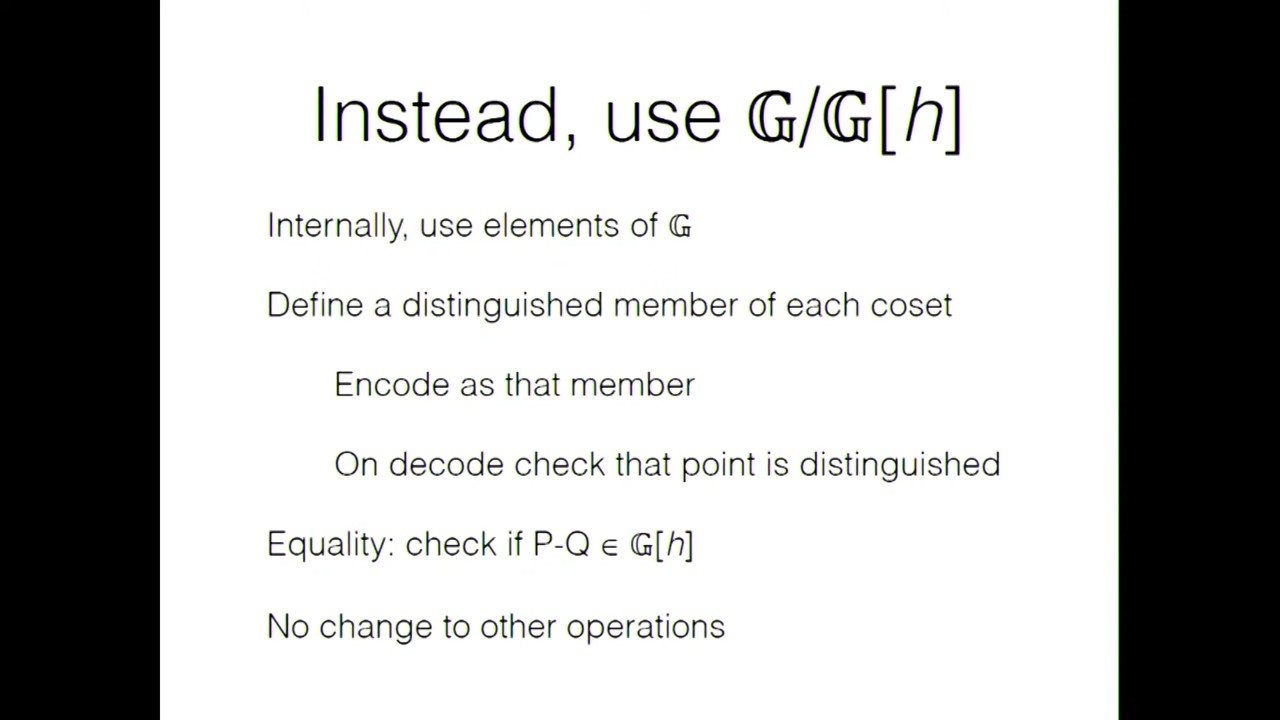 Instead, use 𝔾/𝔾[h]
Internally, use elements of 𝔾
Define a distinguished member of each coset
Encode as that member
On decode check that point is distinguished
Equality: check if P-Q ∈ 𝔾[h]
No change to other operations